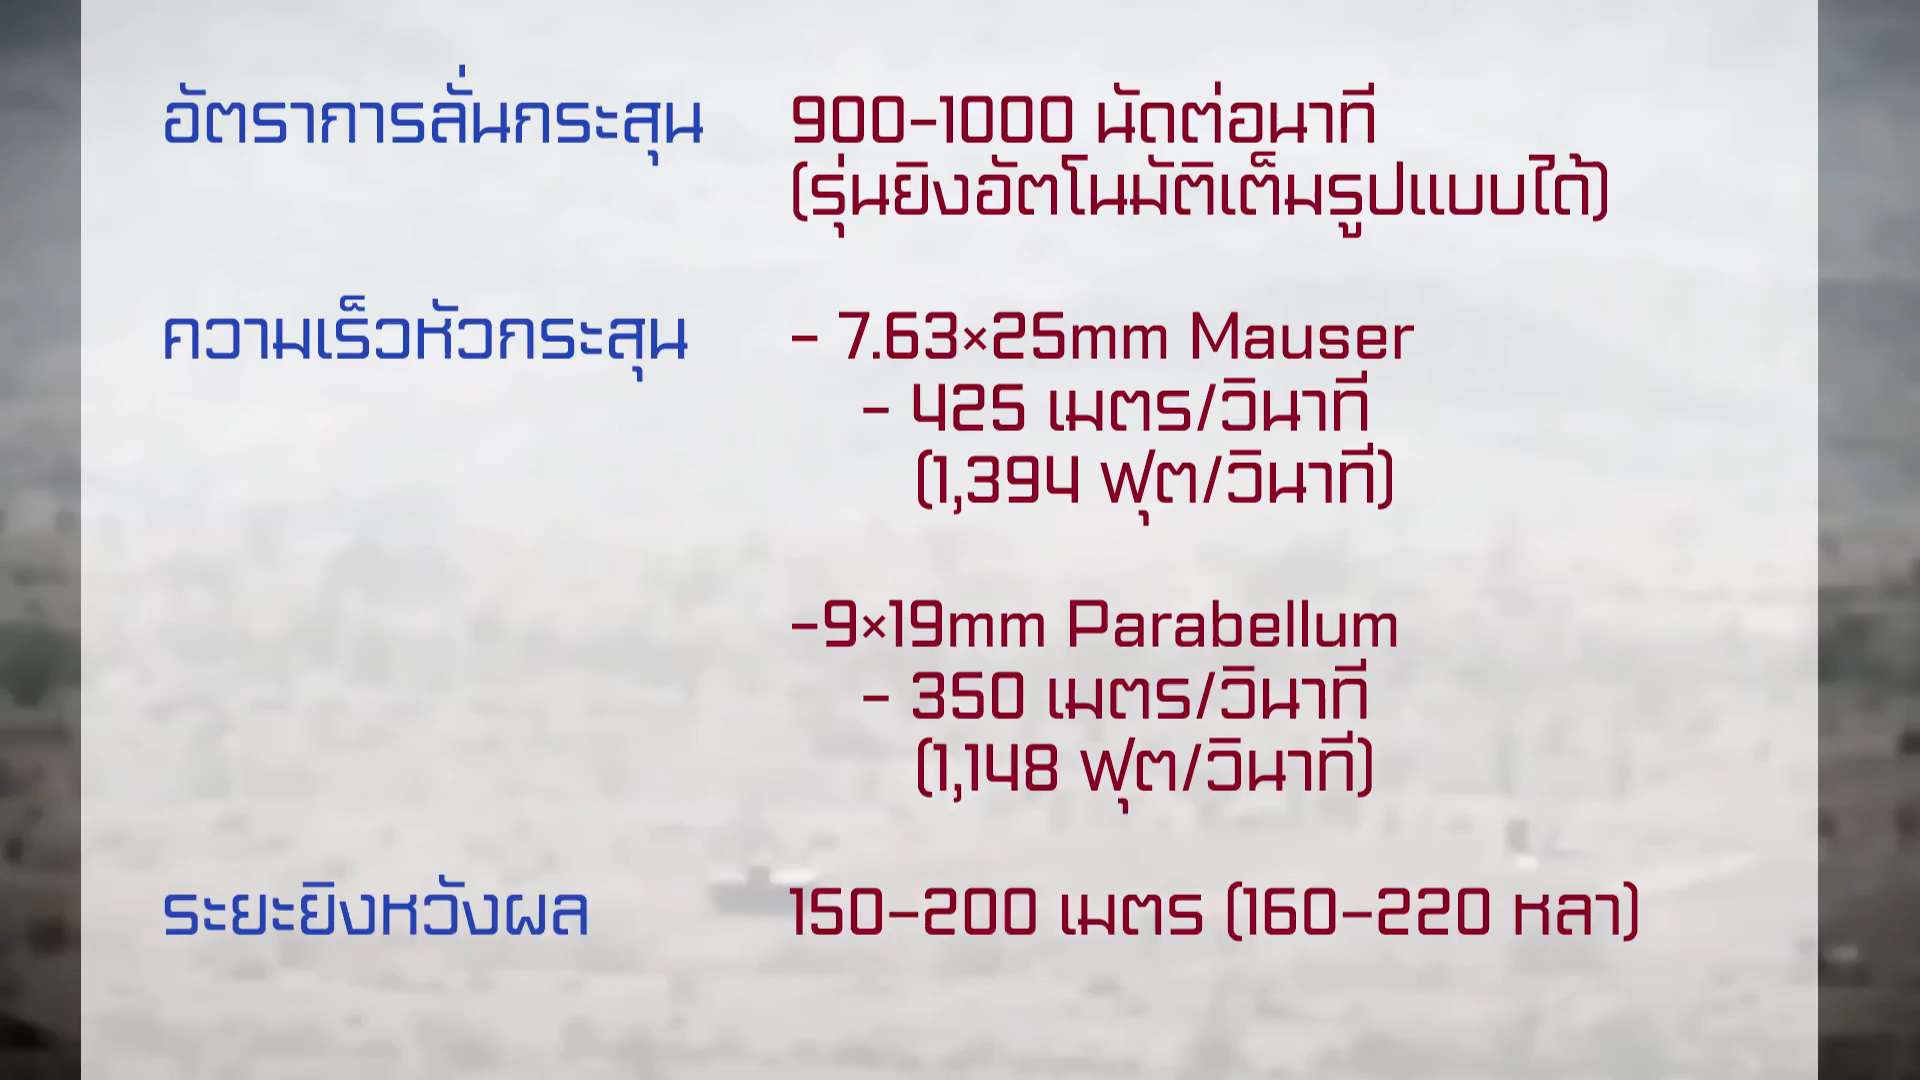 อัตราการลั่นกระสุน 900-1000 นัดต่อนาที
(รุ่นยิงอัตโนมัติเต็มรูปแบบได้)
ความเร็วหัวกระสุน - 7.63×25mm Mauser
- 425 เมตร/วินาที
(1,394 ฟุต/วินาที)
-9×19mm Parabellum
- 350 เมตร/วินาที
(1,148 ฟุต/วินาที)
ระยะยิงหวังผล 150-200 เมตร (160-220 หลา)